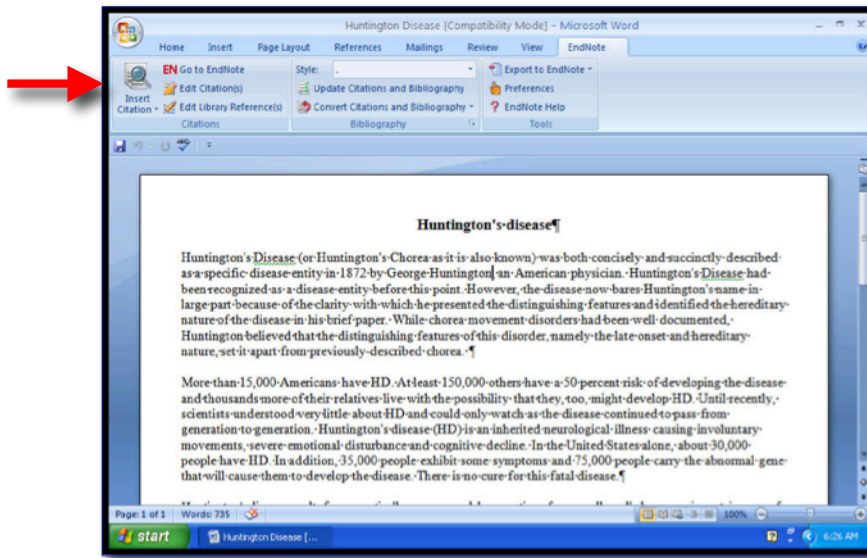 Huntington Disease [Compatibility Mode] - Microsoft Word
Home Insert Page Layout References Mailings Review View EndNote
Insert Citation
EN Go to EndNote
Edit Citation(s)
Edit Library Reference(s)
Citations
Style: .
Update Citations and Bibliography
Convert Citations and Bibliography
Bibliography
Export to EndNote
Preferences
EndNote Help
Tools
Huntington's·disease¶
Huntington's·Disease·(or·Huntington's·Chorea·as·it·is·also·known)·was·both·concisely·and·succinctly·described·
as·a·specific·disease·entity·in·1872·by·George·Huntington·an·American·physician.·Huntington's·Disease·had·
been·recognized·as·a·disease·entity·before·this·point.·However,·the·disease·now·bares·Huntington's·name·in·
large·part·because·of·the·clarity·with·which·he·presented·the·distinguishing·features·and·identified·the·hereditary·
nature·of·the·disease·in·his·brief·paper.·While·chorea·movement·disorders·had·been·well·documented,·
Huntington·believed·that·the·distinguishing·features·of·this·disorder,·namely·the·late·onset·and·hereditary·
nature,·set·it·apart·from·previously·described·chorea.·¶
More·than·15,000·Americans·have·HD.·At·least·150,000·others·have·a·50·percent·risk·of·developing·the·disease·
and·thousands·more·of·their·relatives·live·with·the·possibility·that·they,·too,·might·develop·HD.·Until·recently,·
scientists·understood·very·little·about·HD·and·could·only·watch·as·the·disease·continued·to·pass·from·
generation·to·generation.·Huntington's·disease·(HD)·is·an·inherited·neurological·illness·causing·involuntary·
movements,·severe·emotional·disturbance·and·cognitive·decline.·In·the·United·States·alone,·about·30,000·
people·have·HD.·In·addition,·35,000·people·exhibit·some·symptoms·and·75,000·people·carry·the·abnormal·gene·
that·will·cause·them·to·develop·the·disease.·There·is·no·cure·for·this·fatal·disease.¶
Page: 1 of 1 Words: 735 100%
start Huntington Disease [... 6:26 AM